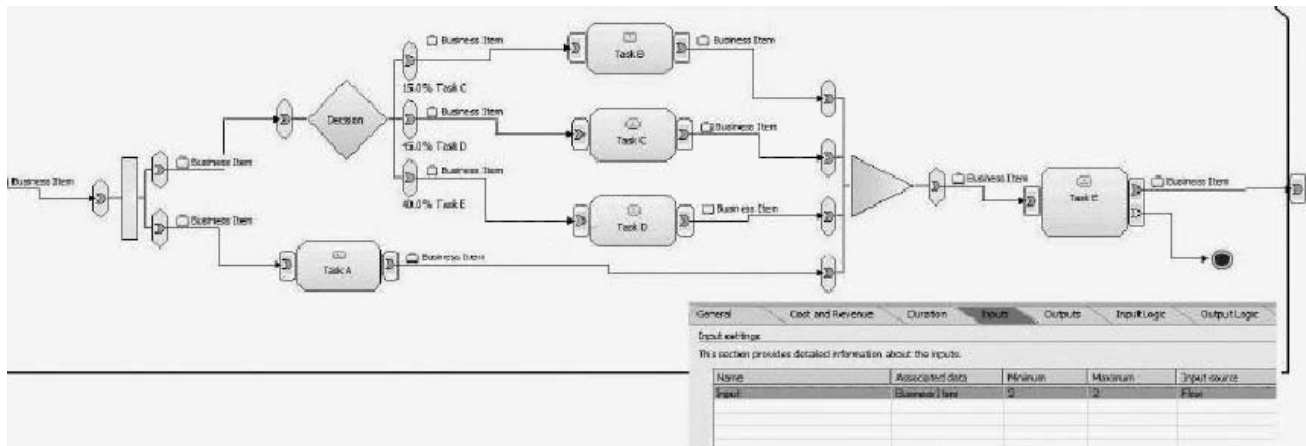 Business Item
Business Item
Business Item
Decision
Business Item
Task B
Business Item
15.0% Task C
Business Item
Task C
Business Item
45.0% Task D
Business Item
Task D
Business Item
40.0% Task E
Task A
Business Item
Business Item
Task E
Business Item
General Cost and Revenue Duration Inputs Outputs Input Logic Output Logic
Input settings
This section provides detailed information about the inputs.
Name Associated data Minimum Maximum Input source
Input Business Item 2 2 Flow